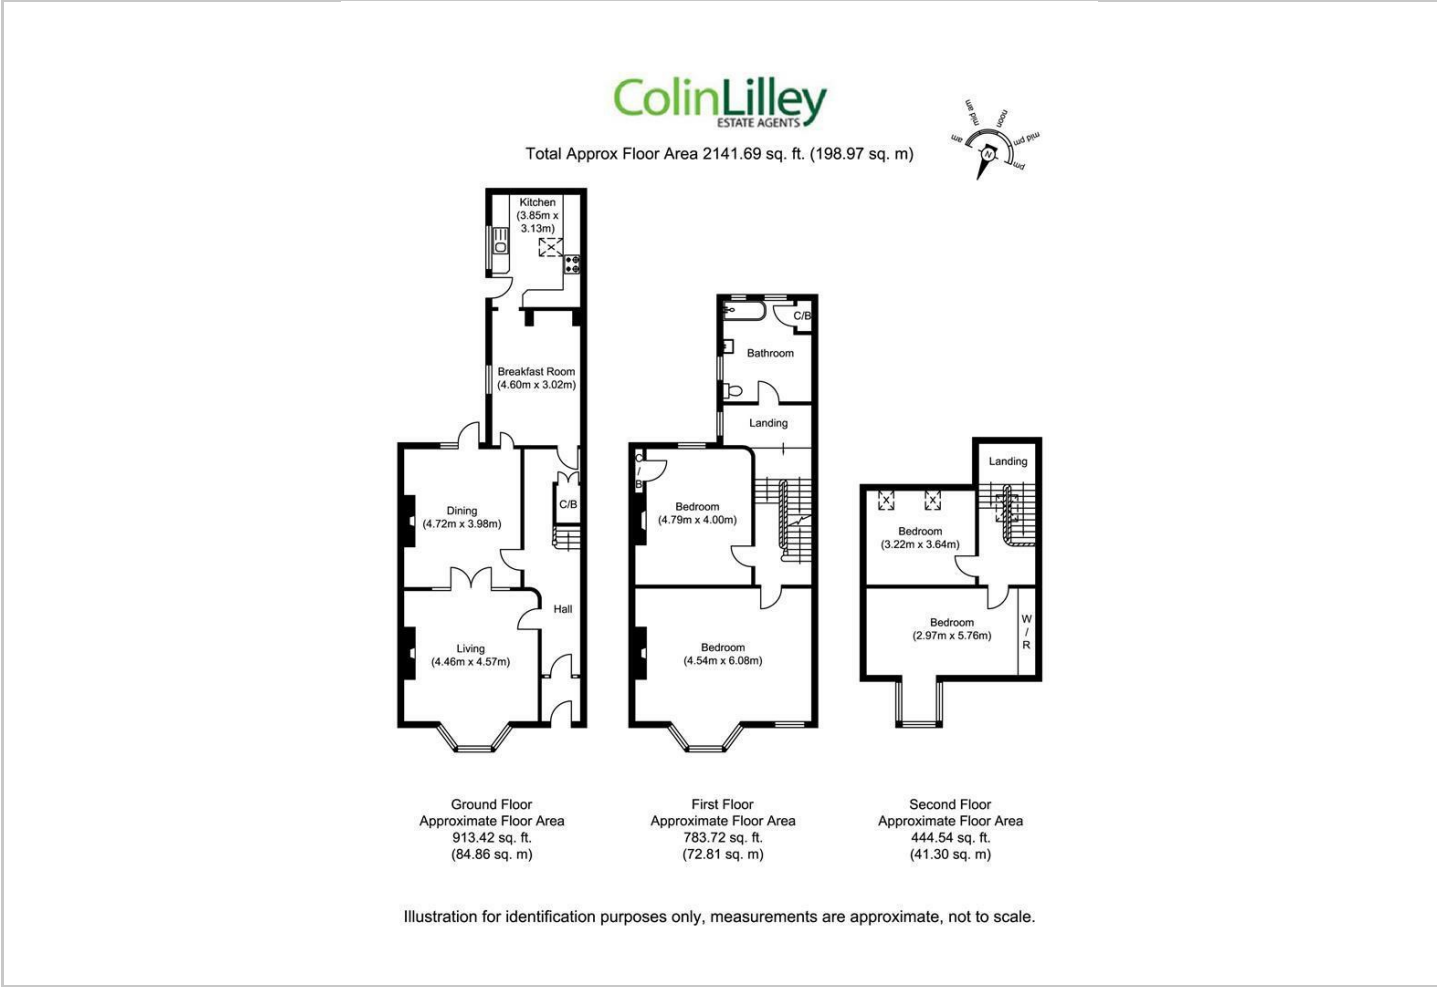 ColinLilley
ESTATE AGENTS
Total Approx Floor Area 2141.69 sq. ft. (198.97 sq. m)
am
mid am
noon
mid pm
pm
N
Kitchen
(3.85m x
3.13m)
X
Breakfast Room
(4.60m x 3.02m)
C/B
Dining
(4.72m x 3.98m)
Hall
Living
(4.46m x 4.57m)
C/B
Bathroom
Landing
C
/
B
Bedroom
(4.79m x 4.00m)
Bedroom
(4.54m x 6.08m)
Landing
X
X
Bedroom
(3.22m x 3.64m)
Bedroom
(2.97m x 5.76m)
W
/
R
Ground Floor
Approximate Floor Area
913.42 sq. ft.
(84.86 sq. m)
First Floor
Approximate Floor Area
783.72 sq. ft.
(72.81 sq. m)
Second Floor
Approximate Floor Area
444.54 sq. ft.
(41.30 sq. m)
Illustration for identification purposes only, measurements are approximate, not to scale.